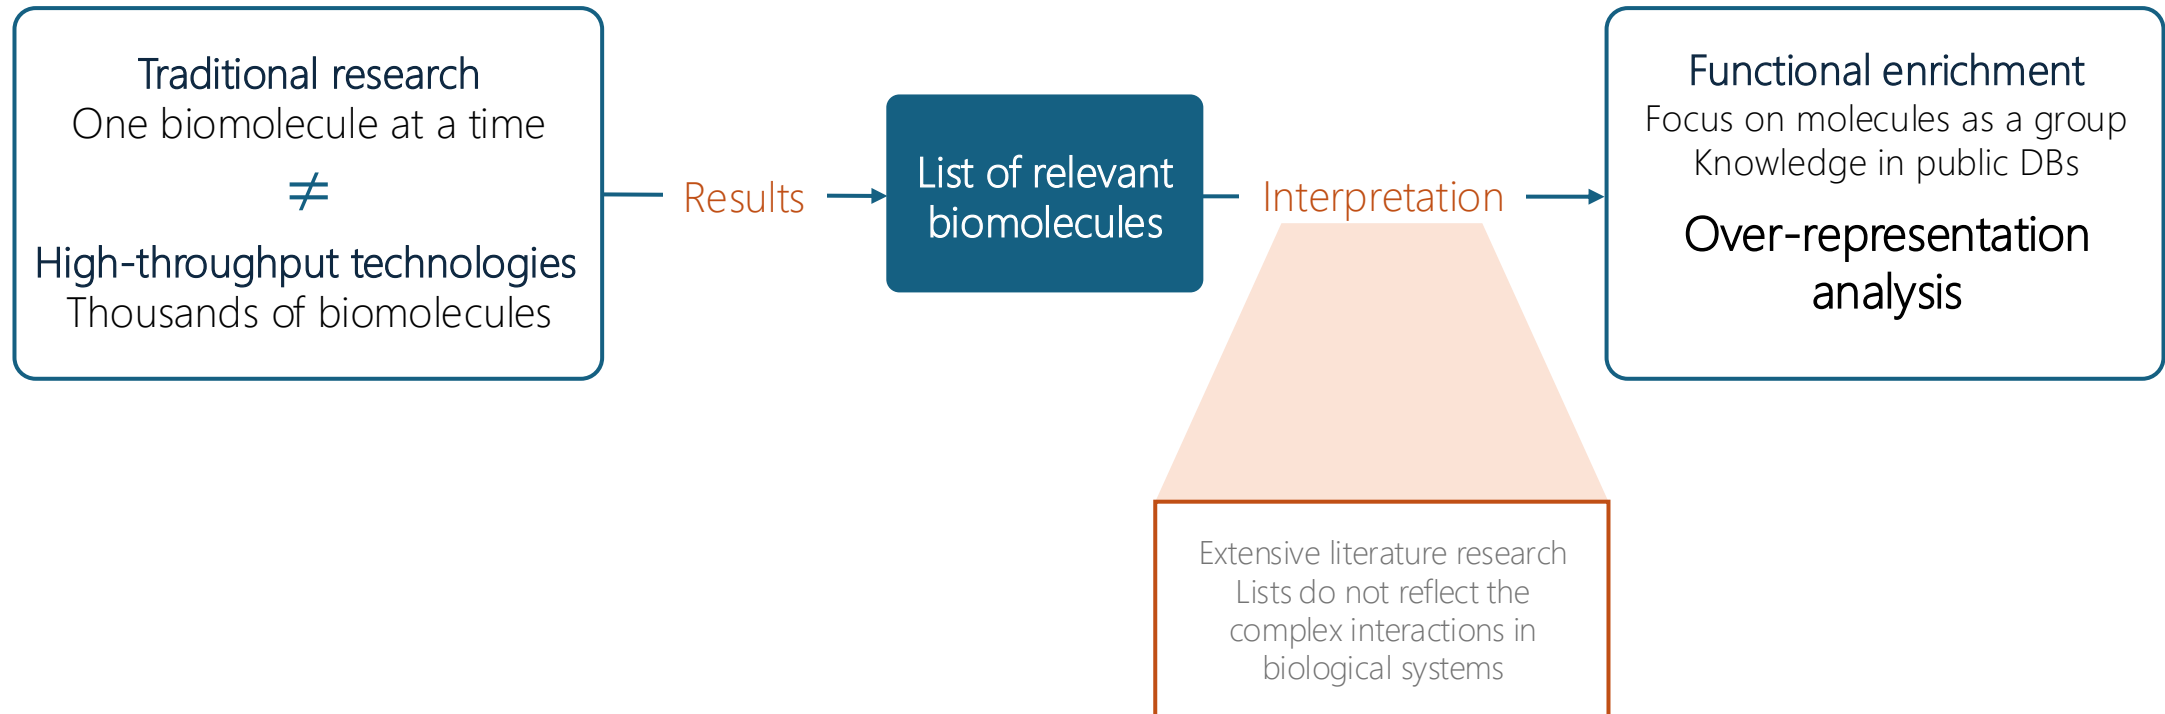 Traditional research
One biomolecule at a time
≠
High-throughput technologies
Thousands of biomolecules
Results
List of relevant
biomolecules
Interpretation
Extensive literature research
Lists do not reflect the
complex interactions in
biological systems
Functional enrichment
Focus on molecules as a group
Knowledge in public DBs
Over-representation
analysis